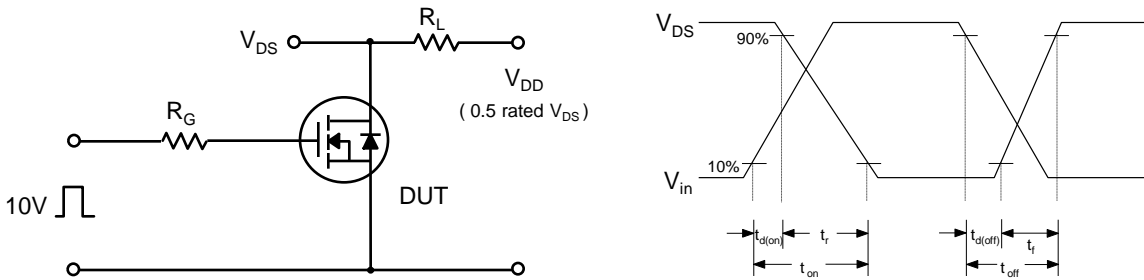 V_DS
R_L
V_DD
( 0.5 rated V_DS )
R_G
DUT
10V
V_DS
90%
10%
V_in
t_d(on)
t_r
t_on
t_d(off)
t_f
t_off